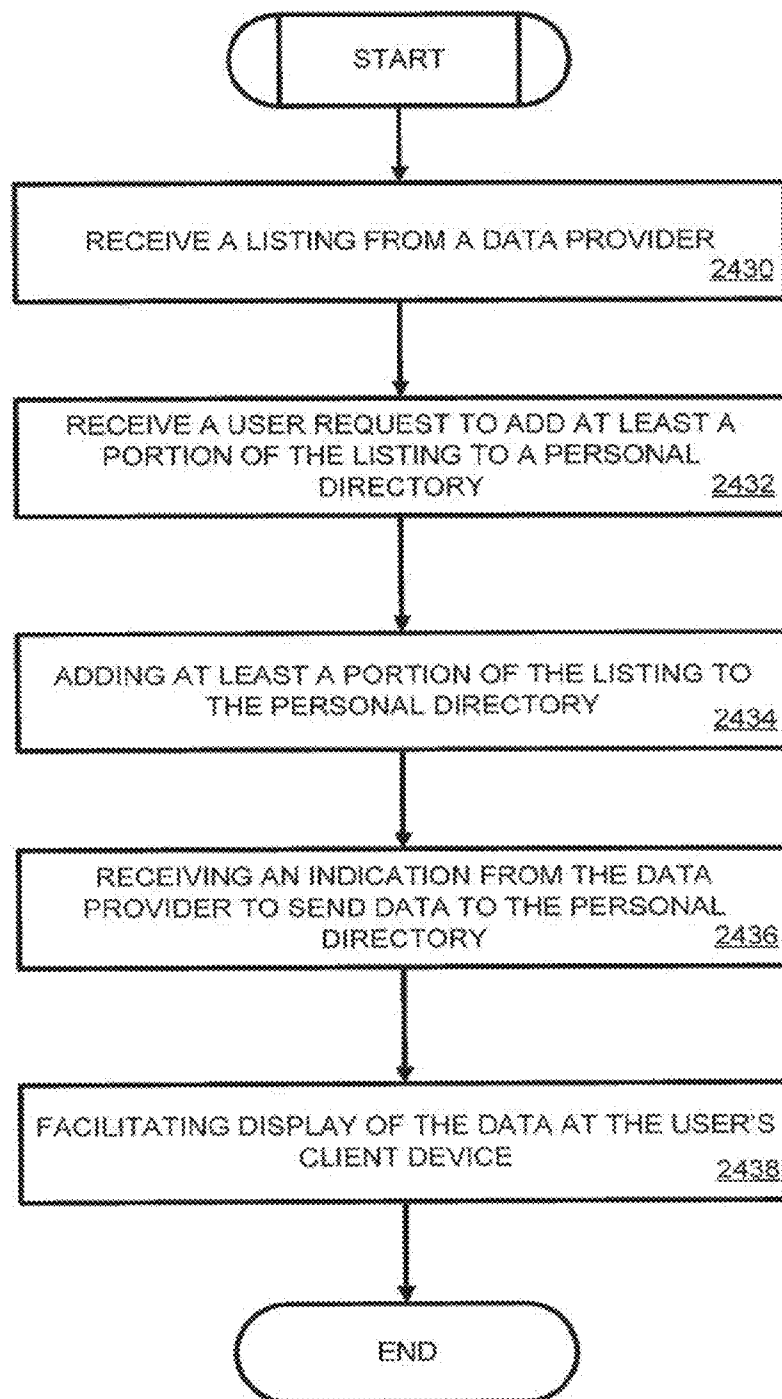 START
RECEIVE A LISTING FROM A DATA PROVIDER
2430
RECEIVE A USER REQUEST TO ADD AT LEAST A
PORTION OF THE LISTING TO A PERSONAL
DIRECTORY
2432
ADDING AT LEAST A PORTION OF THE LISTING TO
THE PERSONAL DIRECTORY
2434
RECEIVING AN INDICATION FROM THE DATA
PROVIDER TO SEND DATA TO THE PERSONAL
DIRECTORY
2436
FACILITATING DISPLAY OF THE DATA AT THE USER'S
CLIENT DEVICE
2438
END